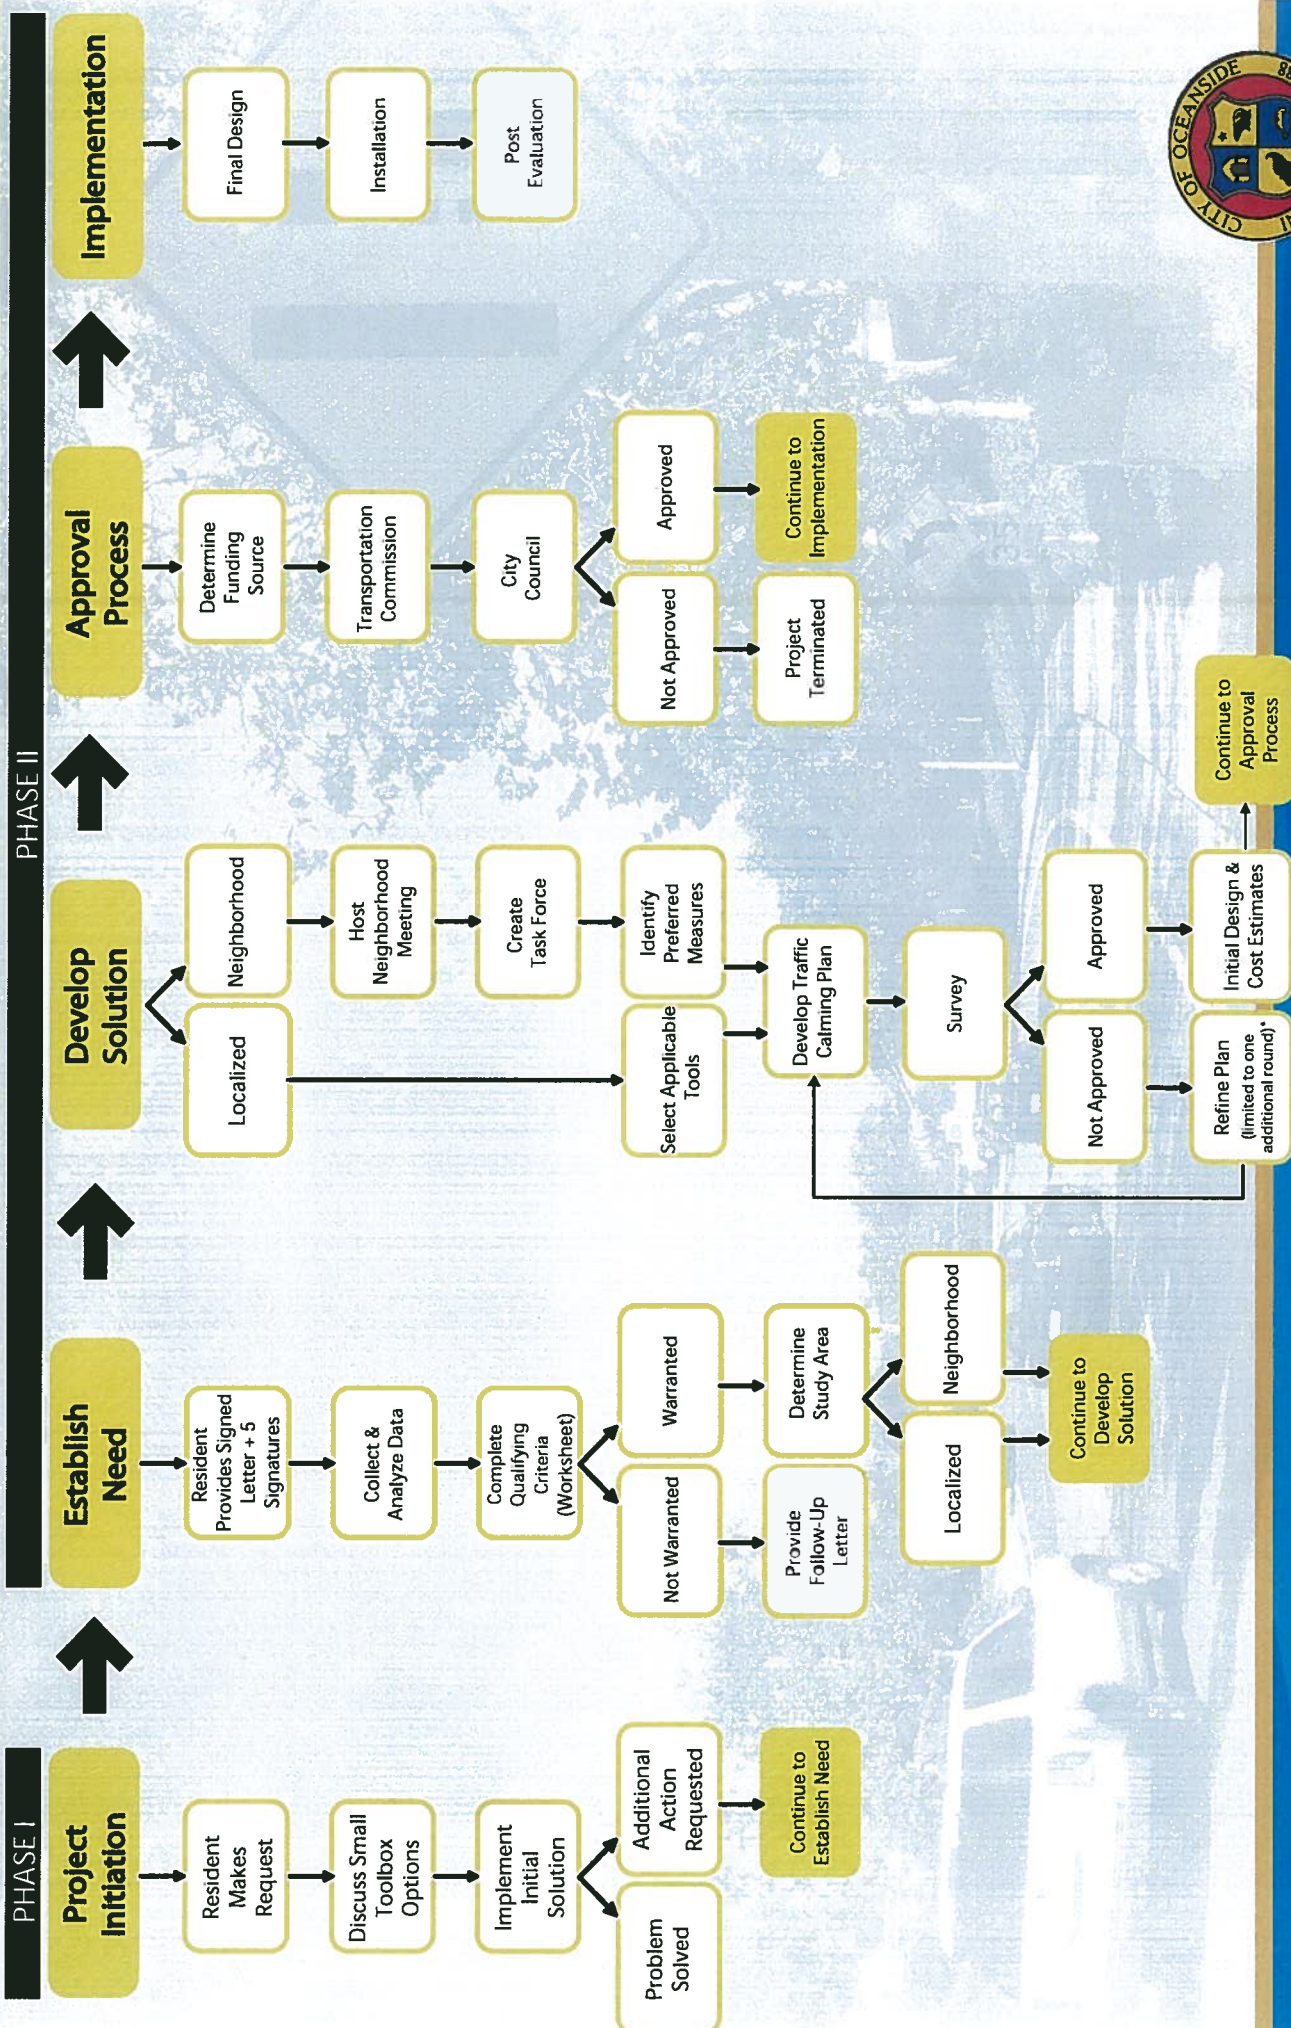 PHASE I
Project
Initiation
Resident
Makes
Request
Discuss Small
Toolbox
Options
Implement
Initial
Solution
Problem
Solved
Additional
Action
Requested
Continue to
Establish Need
PHASE II
Establish
Need
Resident
Provides Signed
Letter + 5
Signatures
Collect &
Analyze Data
Complete
Qualifying
Criteria
(Worksheet)
Not Warranted
Warranted
Provide
Follow-Up
Letter
Determine
Study Area
Localized
Neighborhood
Continue to
Develop
Solution
Develop
Solution
Localized
Neighborhood
Host
Neighborhood
Meeting
Create
Task Force
Select Applicable
Tools
Identify
Preferred
Measures
Develop Traffic
Calming Plan
Survey
Not Approved
Approved
Refine Plan
(limited to one
additional round)*
Initial Design &
Cost Estimates
Continue to
Approval
Process
Approval
Process
Determine
Funding
Source
Transportation
Commission
City
Council
Not Approved
Approved
Project
Terminated
Continue to
Implementation
Implementation
Final Design
Installation
Post
Evaluation
CITY OF OCEANSIDE